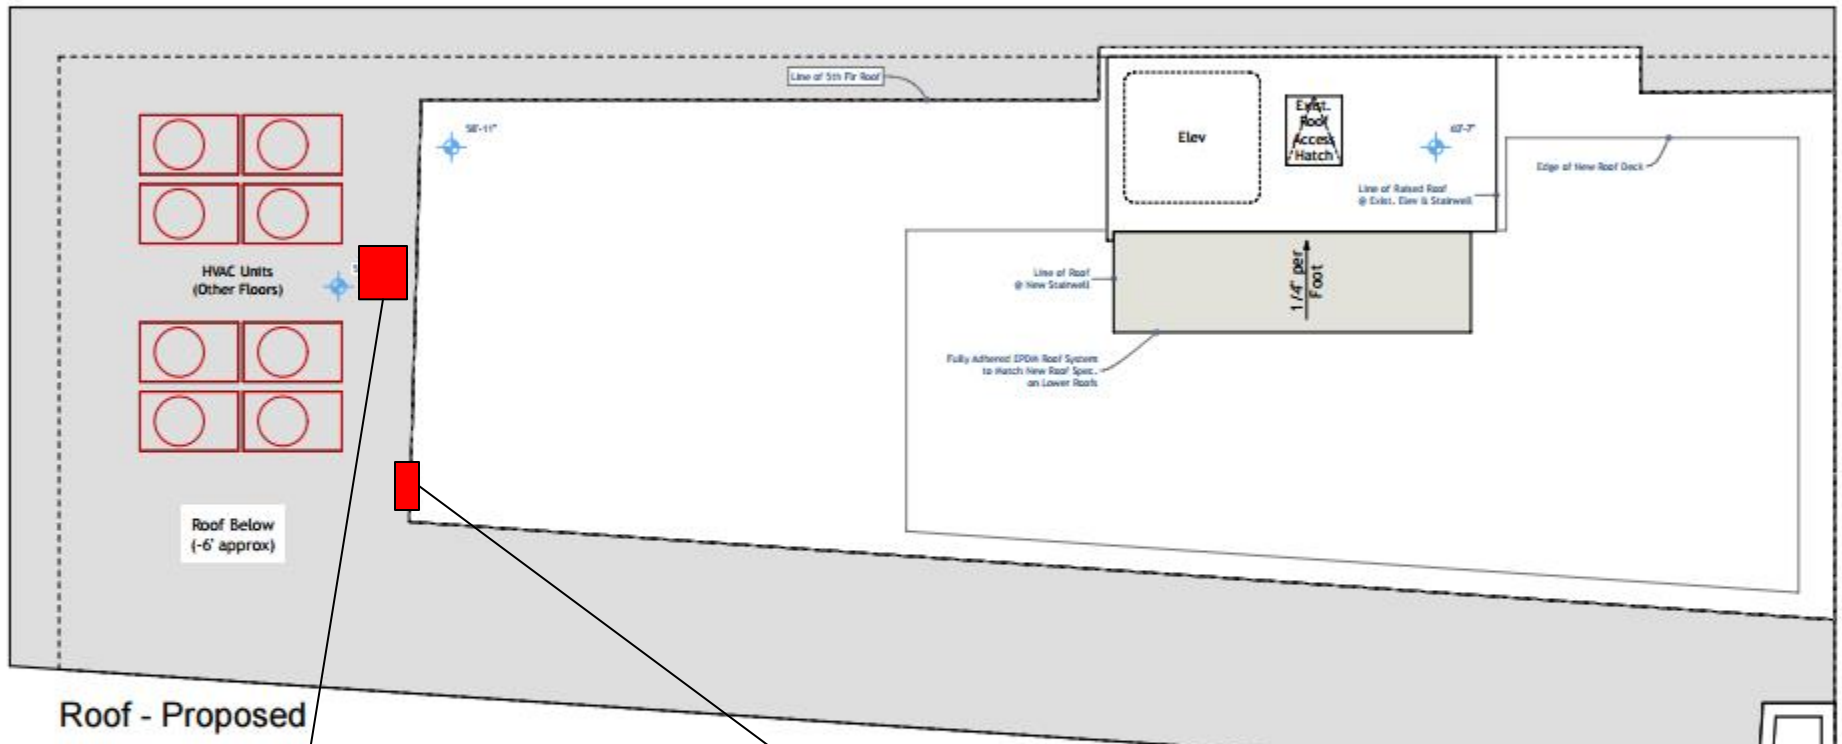 Line of 5th Flr Roof
58'-11"
Elev
Exist.
Roof
Access
Hatch
62'-7"
Edge of New Roof Deck
Line of Raised Roof
@ Exist. Elev & Stairwell
HVAC Units
(Other Floors)
Line of Roof
@ New Stairwell
1/4" per
Foot
Fully Adhered EPDM Roof System
to Match New Roof Spec.
on Lower Roofs
Roof Below
(-6' approx)
Roof - Proposed